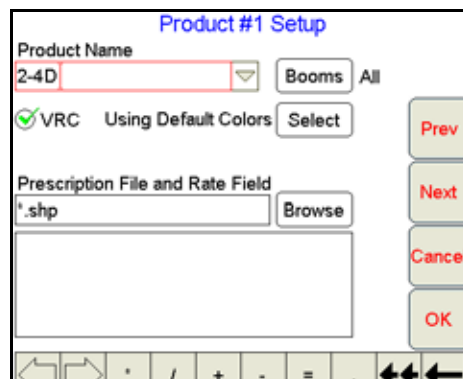 Product #1 Setup
Product Name
2-4D
Booms All
VRC Using Default Colors Select
Prev
Prescription File and Rate Field
Next
*.shp
Browse
Cance
OK
* / + - = .